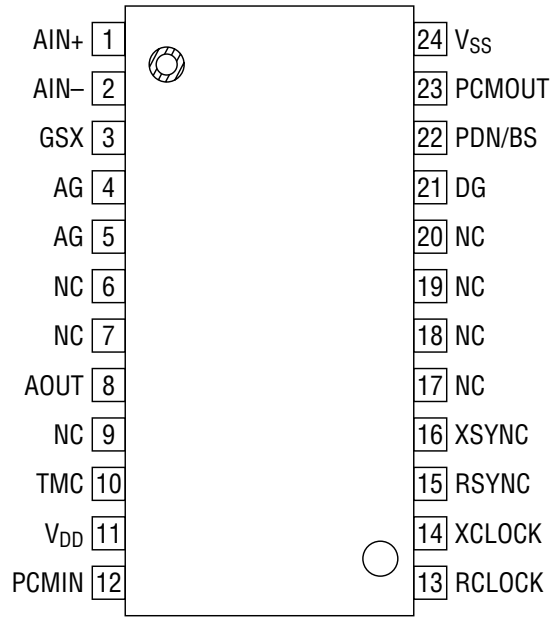 AIN+ 1 24 VSS
AIN– 2 23 PCMOUT
GSX 3 22 PDN/BS
AG 4 21 DG
AG 5 20 NC
NC 6 19 NC
NC 7 18 NC
AOUT 8 17 NC
NC 9 16 XSYNC
TMC 10 15 RSYNC
VDD 11 14 XCLOCK
PCMIN 12 13 RCLOCK